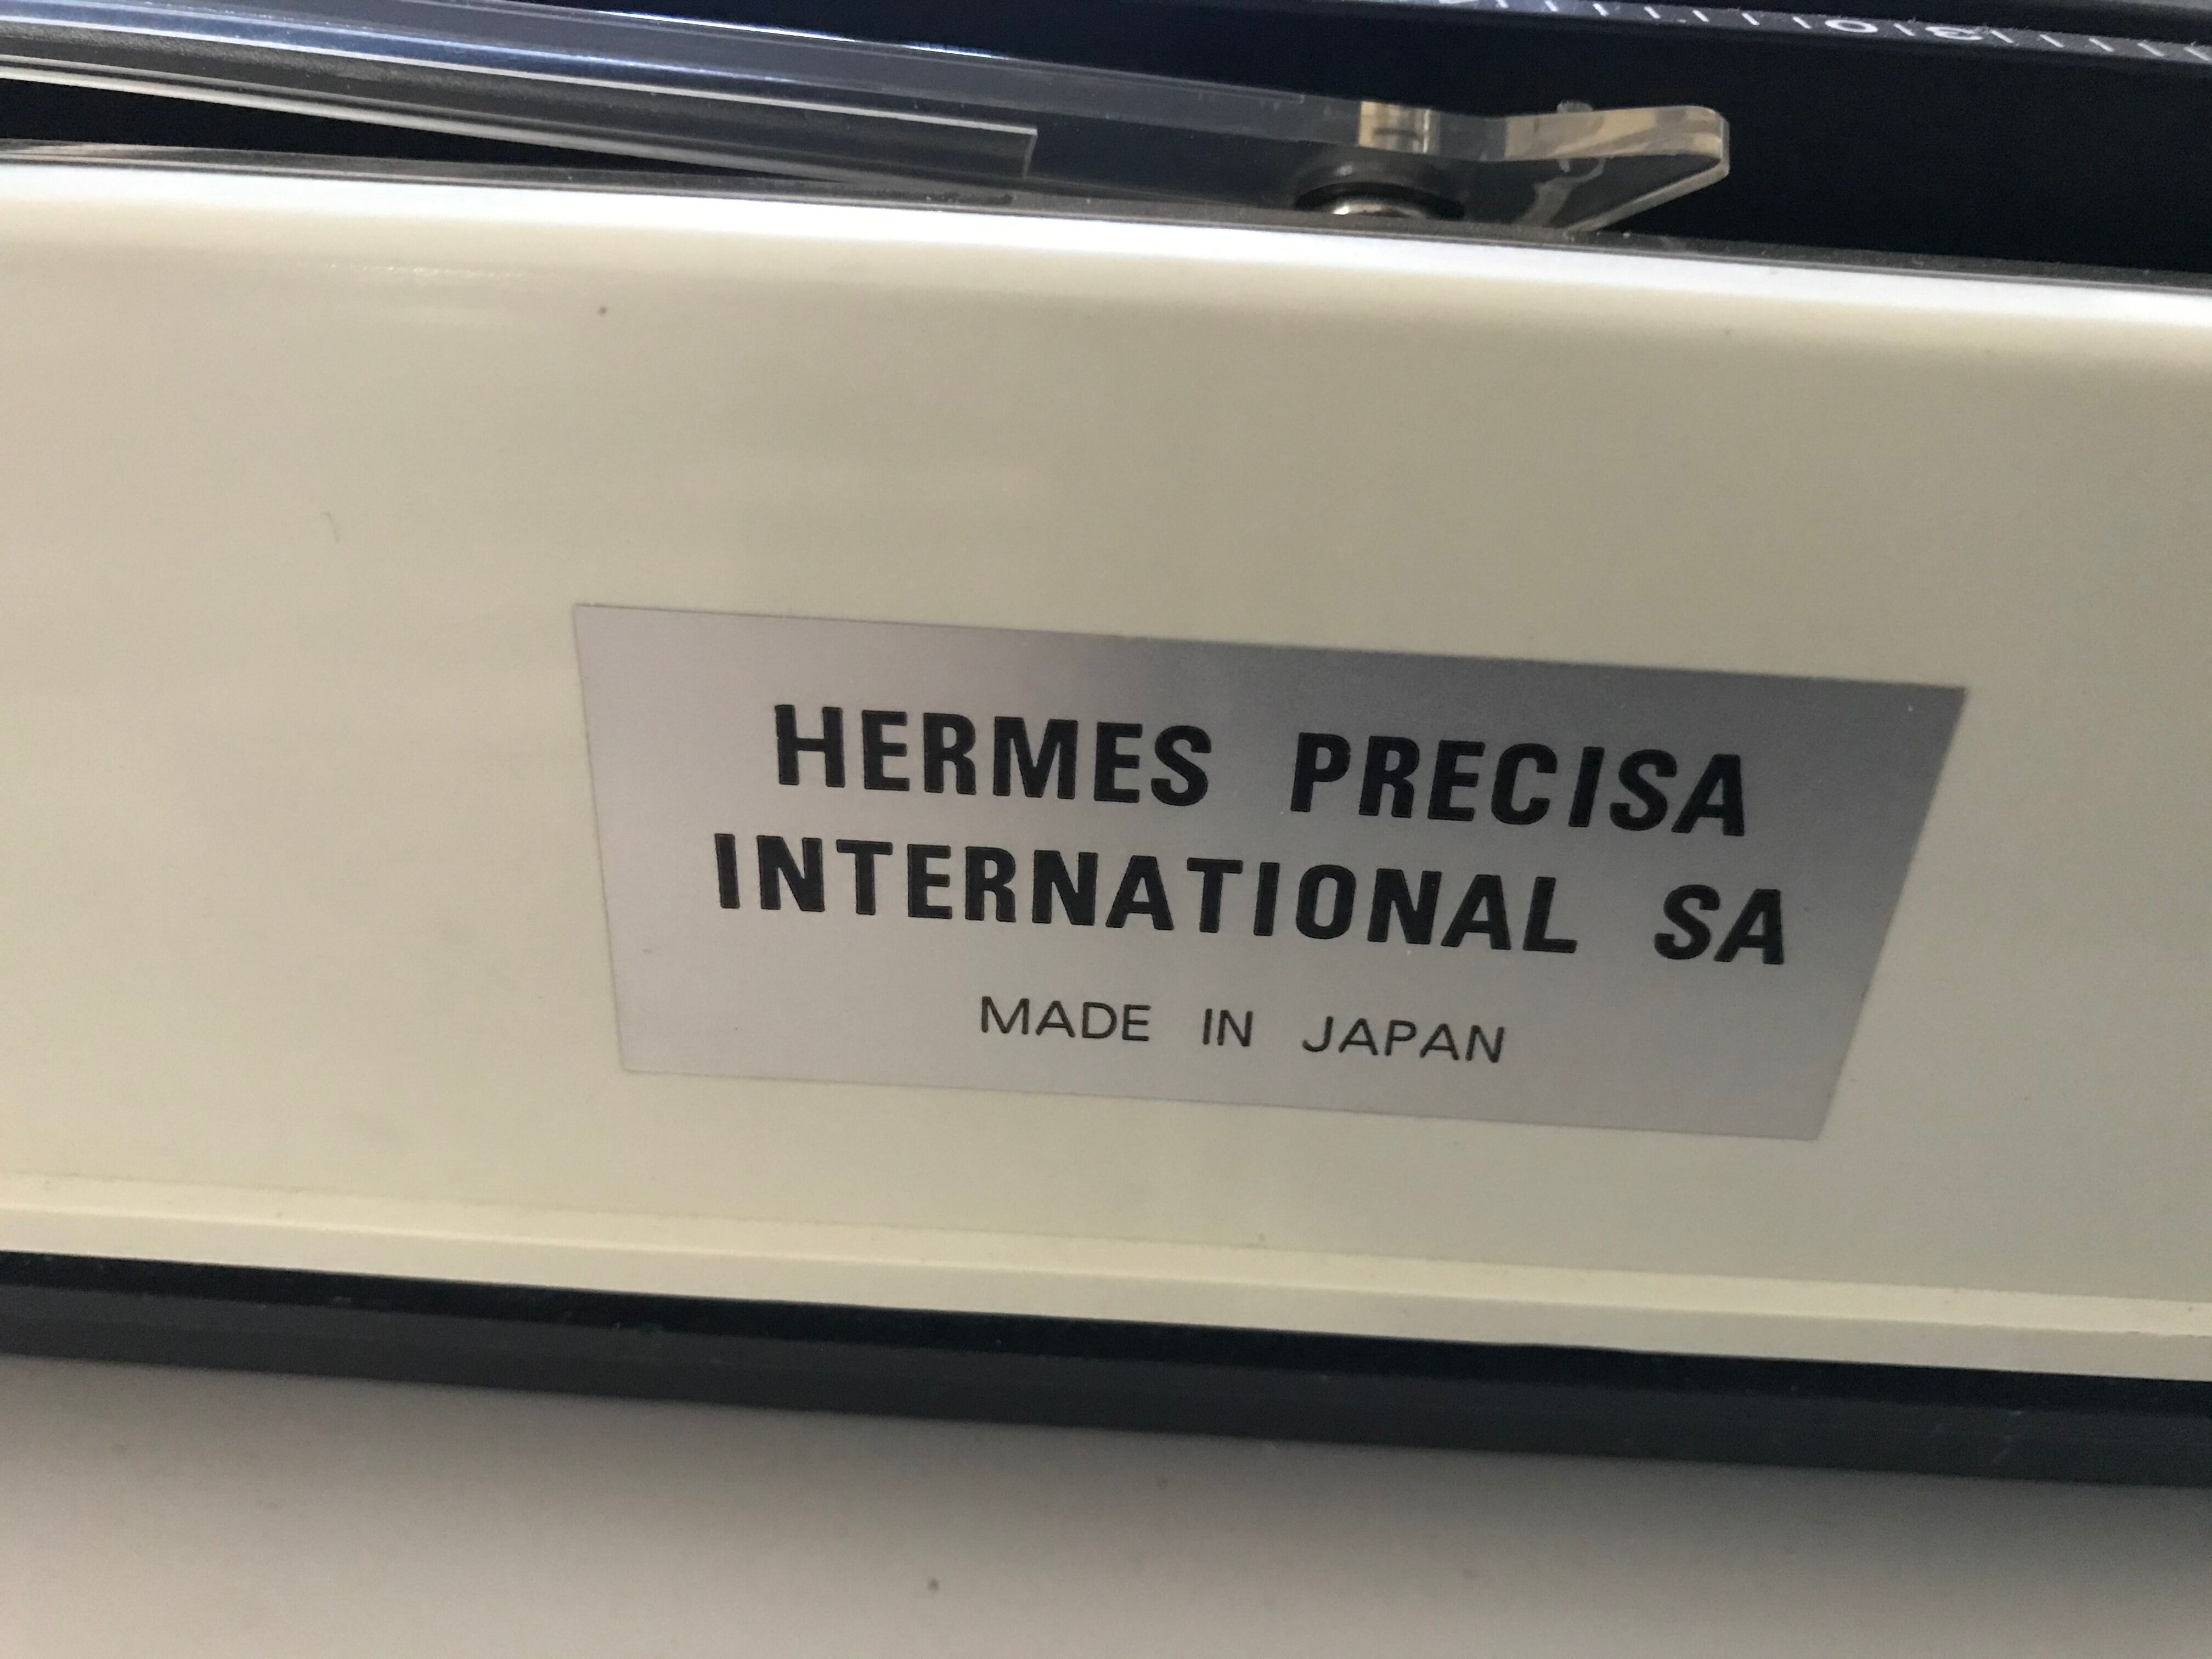 HERMES PRECISA
INTERNATIONAL SA
MADE IN JAPAN